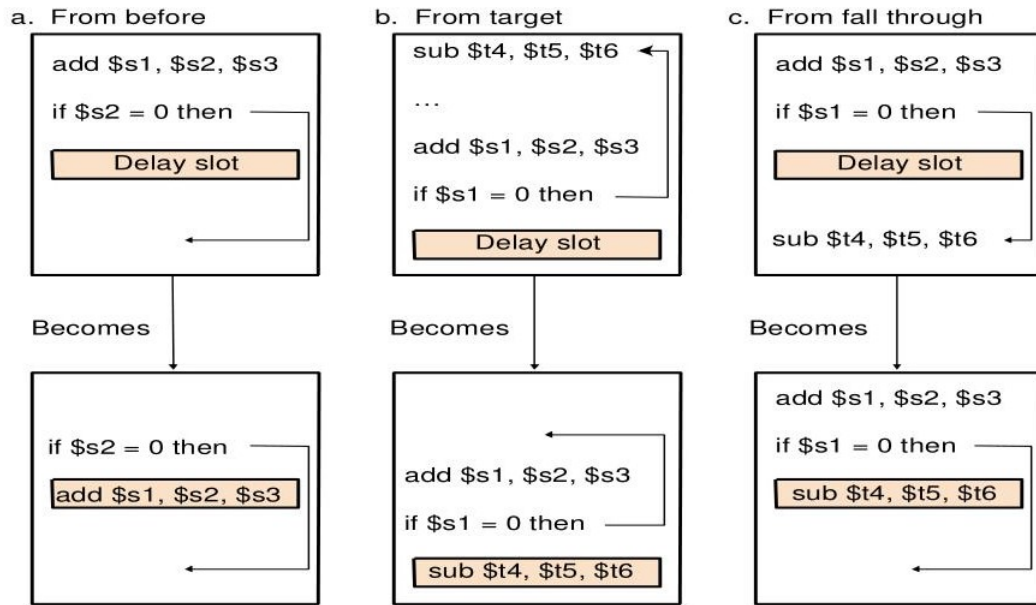 a. From before
add $s1, $s2, $s3
if $s2 = 0 then
Delay slot
Becomes
if $s2 = 0 then
add $s1, $s2, $s3
b. From target
sub $t4, $t5, $t6
...
add $s1, $s2, $s3
if $s1 = 0 then
Delay slot
Becomes
add $s1, $s2, $s3
if $s1 = 0 then
sub $t4, $t5, $t6
c. From fall through
add $s1, $s2, $s3
if $s1 = 0 then
Delay slot
sub $t4, $t5, $t6
Becomes
add $s1, $s2, $s3
if $s1 = 0 then
sub $t4, $t5, $t6